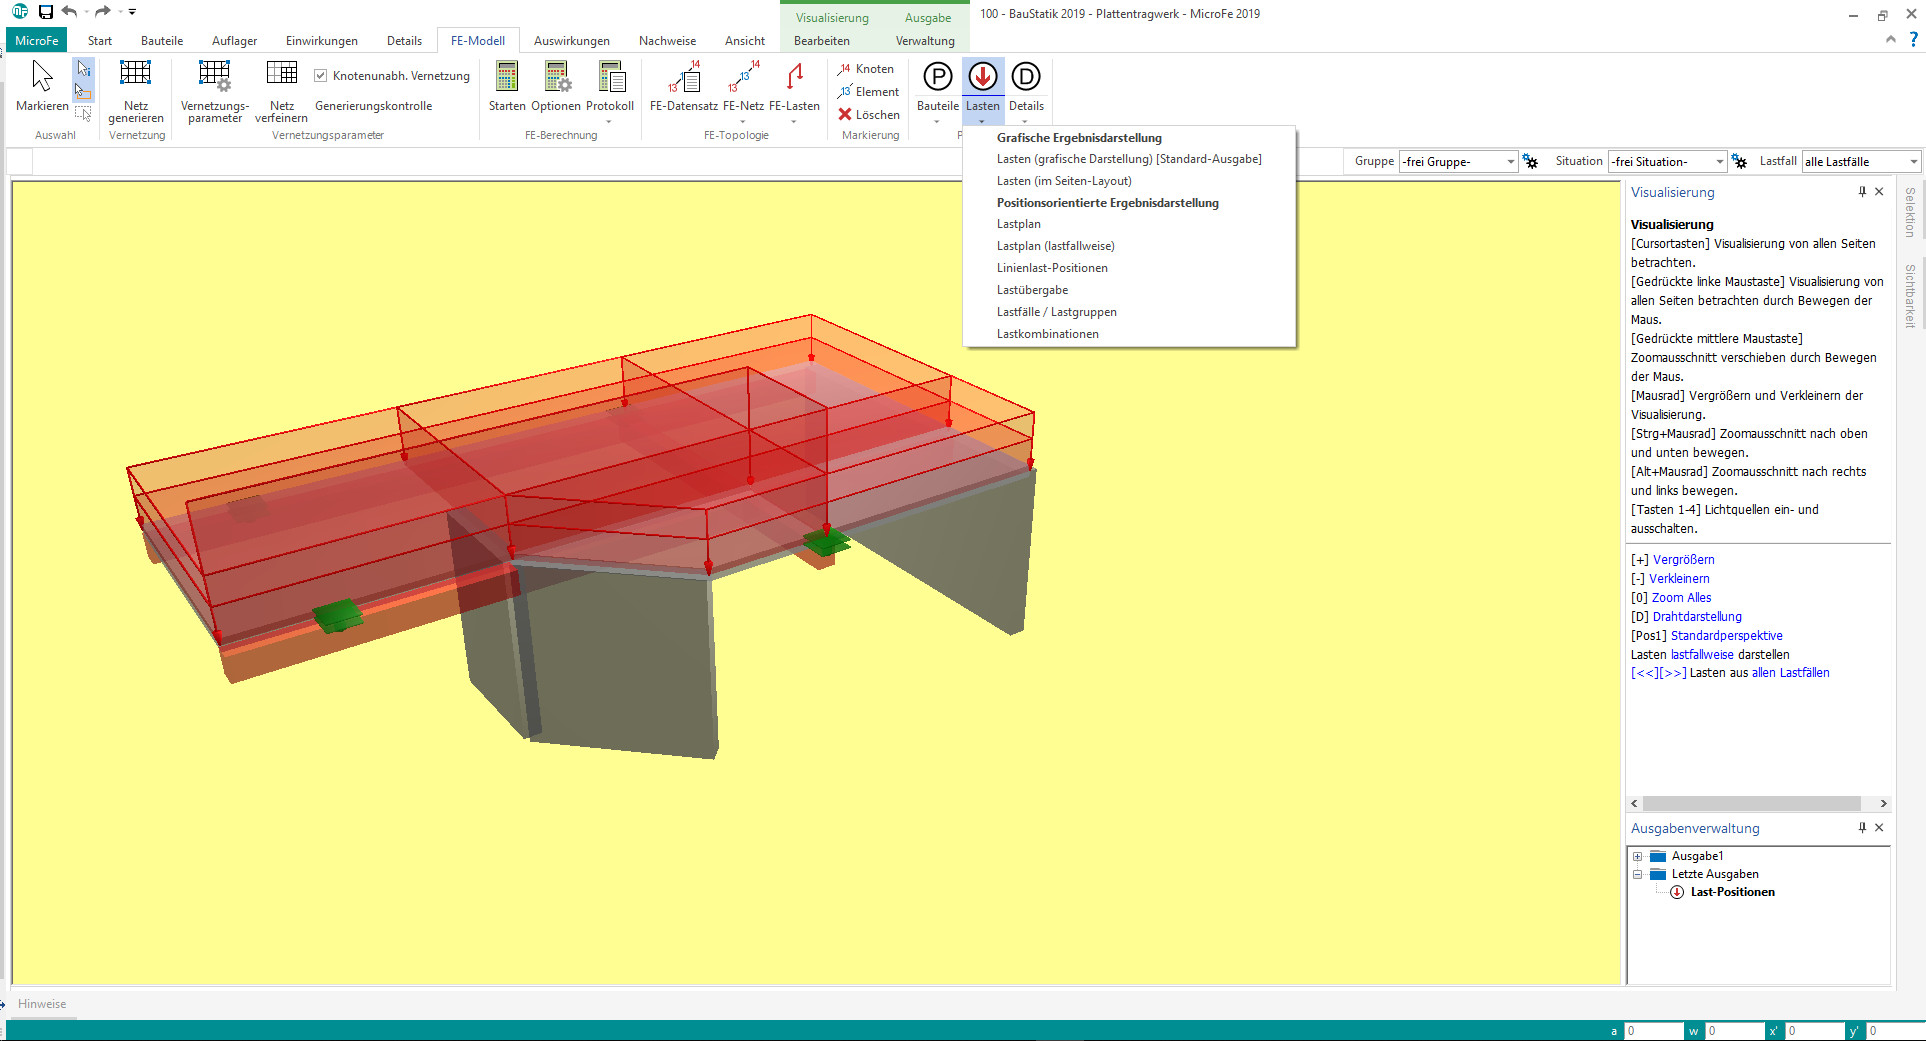 100 - BauStatik 2019 - Plattentragwerk - MicroFe 2019
Visualisierung Ausgabe
MicroFe Start Bauteile Auflager Einwirkungen Details FE-Modell Auswirkungen Nachweise Ansicht Bearbeiten Verwaltung
Markieren
Auswahl
Netz
generieren
Vernetzung
Vernetzungs-
parameter
Netz
verfeinern
Knotenunabh. Vernetzung
Generierungskontrolle
Vernetzungsparameter
Starten Optionen Protokoll
FE-Berechnung
FE-Datensatz FE-Netz FE-Lasten
FE-Topologie
14 Knoten
13 Element
Löschen
Markierung
P Bauteile
Lasten
D Details
P
Grafische Ergebnisdarstellung
Lasten (grafische Darstellung) [Standard-Ausgabe]
Lasten (im Seiten-Layout)
Positionsorientierte Ergebnisdarstellung
Lastplan
Lastplan (lastfallweise)
Linienlast-Positionen
Lastübergabe
Lastfälle / Lastgruppen
Lastkombinationen
Gruppe -frei Gruppe- Situation -frei Situation- Lastfall alle Lastfälle
Visualisierung
Visualisierung
[Cursortasten] Visualisierung von allen Seiten
betrachten.
[Gedrückte linke Maustaste] Visualisierung von
allen Seiten betrachten durch Bewegen der
Maus.
[Gedrückte mittlere Maustaste]
Zoomausschnitt verschieben durch Bewegen
der Maus.
[Mausrad] Vergrößern und Verkleinern der
Visualisierung.
[Strg+Mausrad] Zoomausschnitt nach oben
und unten bewegen.
[Alt+Mausrad] Zoomausschnitt nach rechts
und links bewegen.
[Tasten 1-4] Lichtquellen ein- und
ausschalten.
[+] Vergrößern
[-] Verkleinern
[0] Zoom Alles
[D] Drahtdarstellung
[Pos1] Standardperspektive
Lasten lastfallweise darstellen
[<<][>>] Lasten aus allen Lastfällen
Selektion
Sichtbarkeit
Ausgabenverwaltung
Ausgabe1
Letzte Ausgaben
Last-Positionen
Hinweise
a 0 w 0 x' 0 y' 0